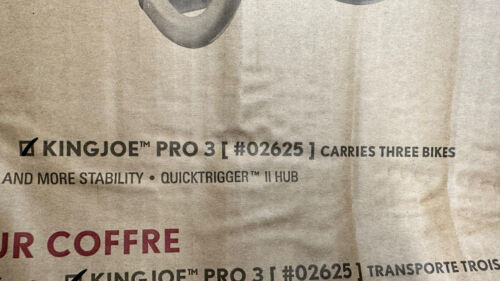 KINGJOE™ PRO 3 [ #02625 ] CARRIES THREE BIKES
AND MORE STABILITY • QUICKTRIGGER™ II HUB
UR COFFRE
KINGJOE™ PRO 3 [ #02625 ] TRANSPORTE TROIS